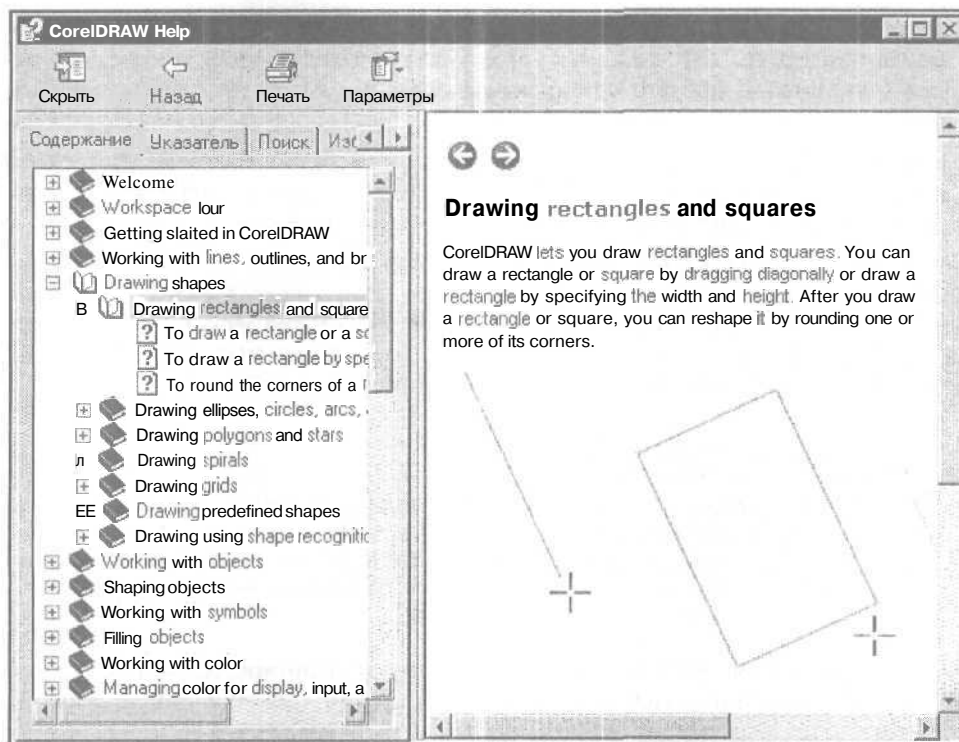 CorelDRAW Help
Скрыть Назад Печать Параметры
Содержание Указатель Поиск Изб
Welcome
Workspace lour
Getting slaited in CorelDRAW
Working with lines, outlines, and br
Drawing shapes
B Drawing rectangles and square
To draw a rectangle or a sq
To draw a rectangle by spe
To round the corners of a r
Drawing ellipses, circles, arcs,
Drawing polygons and stars
л Drawing spirals
Drawing grids
EE Drawing predefined shapes
Drawing using shape recognitic
Working with objects
Shaping objects
Working with symbols
Filling objects
Working with color
Managing color for display, input, a
Drawing rectangles and squares
CorelDRAW lets you draw rectangles and squares. You can
draw a rectangle or square by dragging diagonally or draw a
rectangle by specifying the width and height. After you draw
a rectangle or square, you can reshape it by rounding one or
more of its corners.